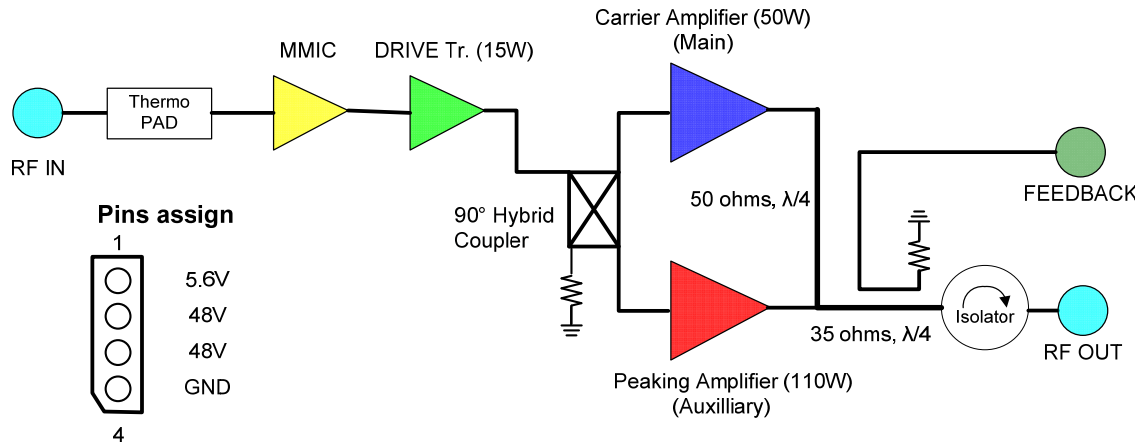 Carrier Amplifier (50W)
(Main)
MMIC
DRIVE Tr. (15W)
Thermo
PAD
RF IN
FEEDBACK
50 ohms, λ/4
90° Hybrid
Coupler
Pins assign
1
5.6V
48V
48V
GND
4
Isolator
35 ohms, λ/4
RF OUT
Peaking Amplifier (110W)
(Auxilliary)